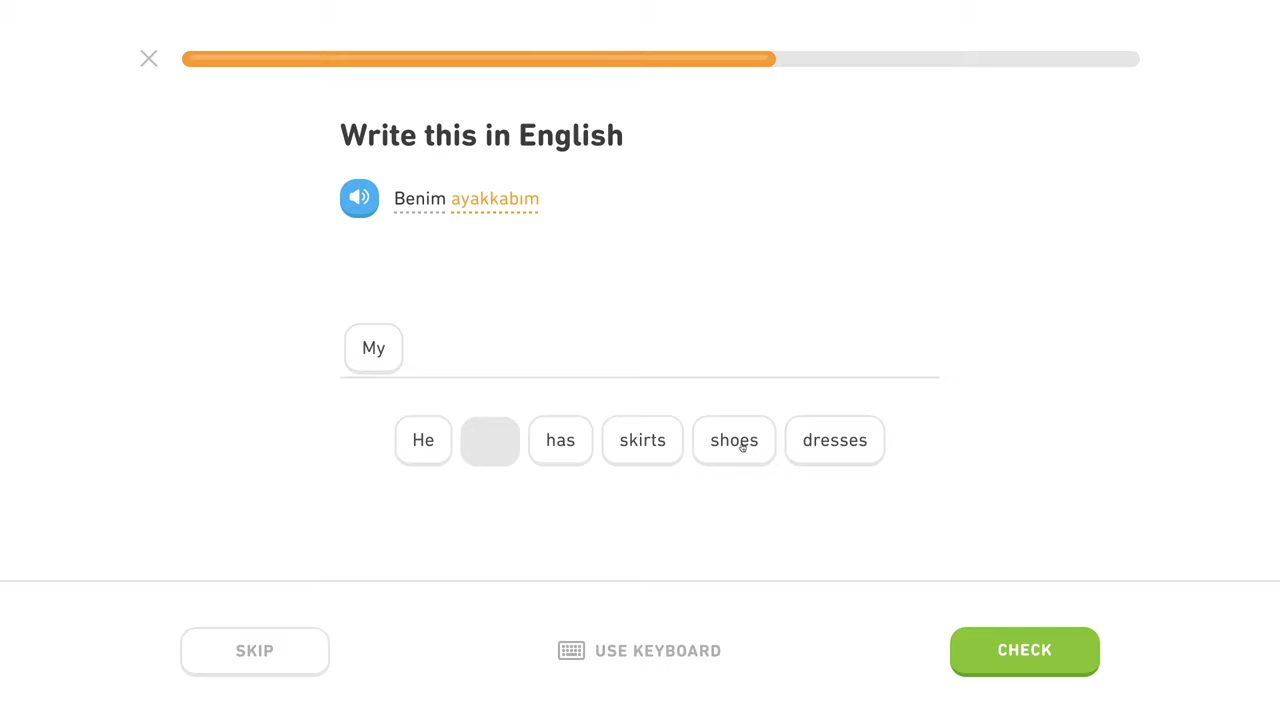 Write this in English
Benim ayakkabım
My
He has skirts shoes dresses
SKIP USE KEYBOARD CHECK